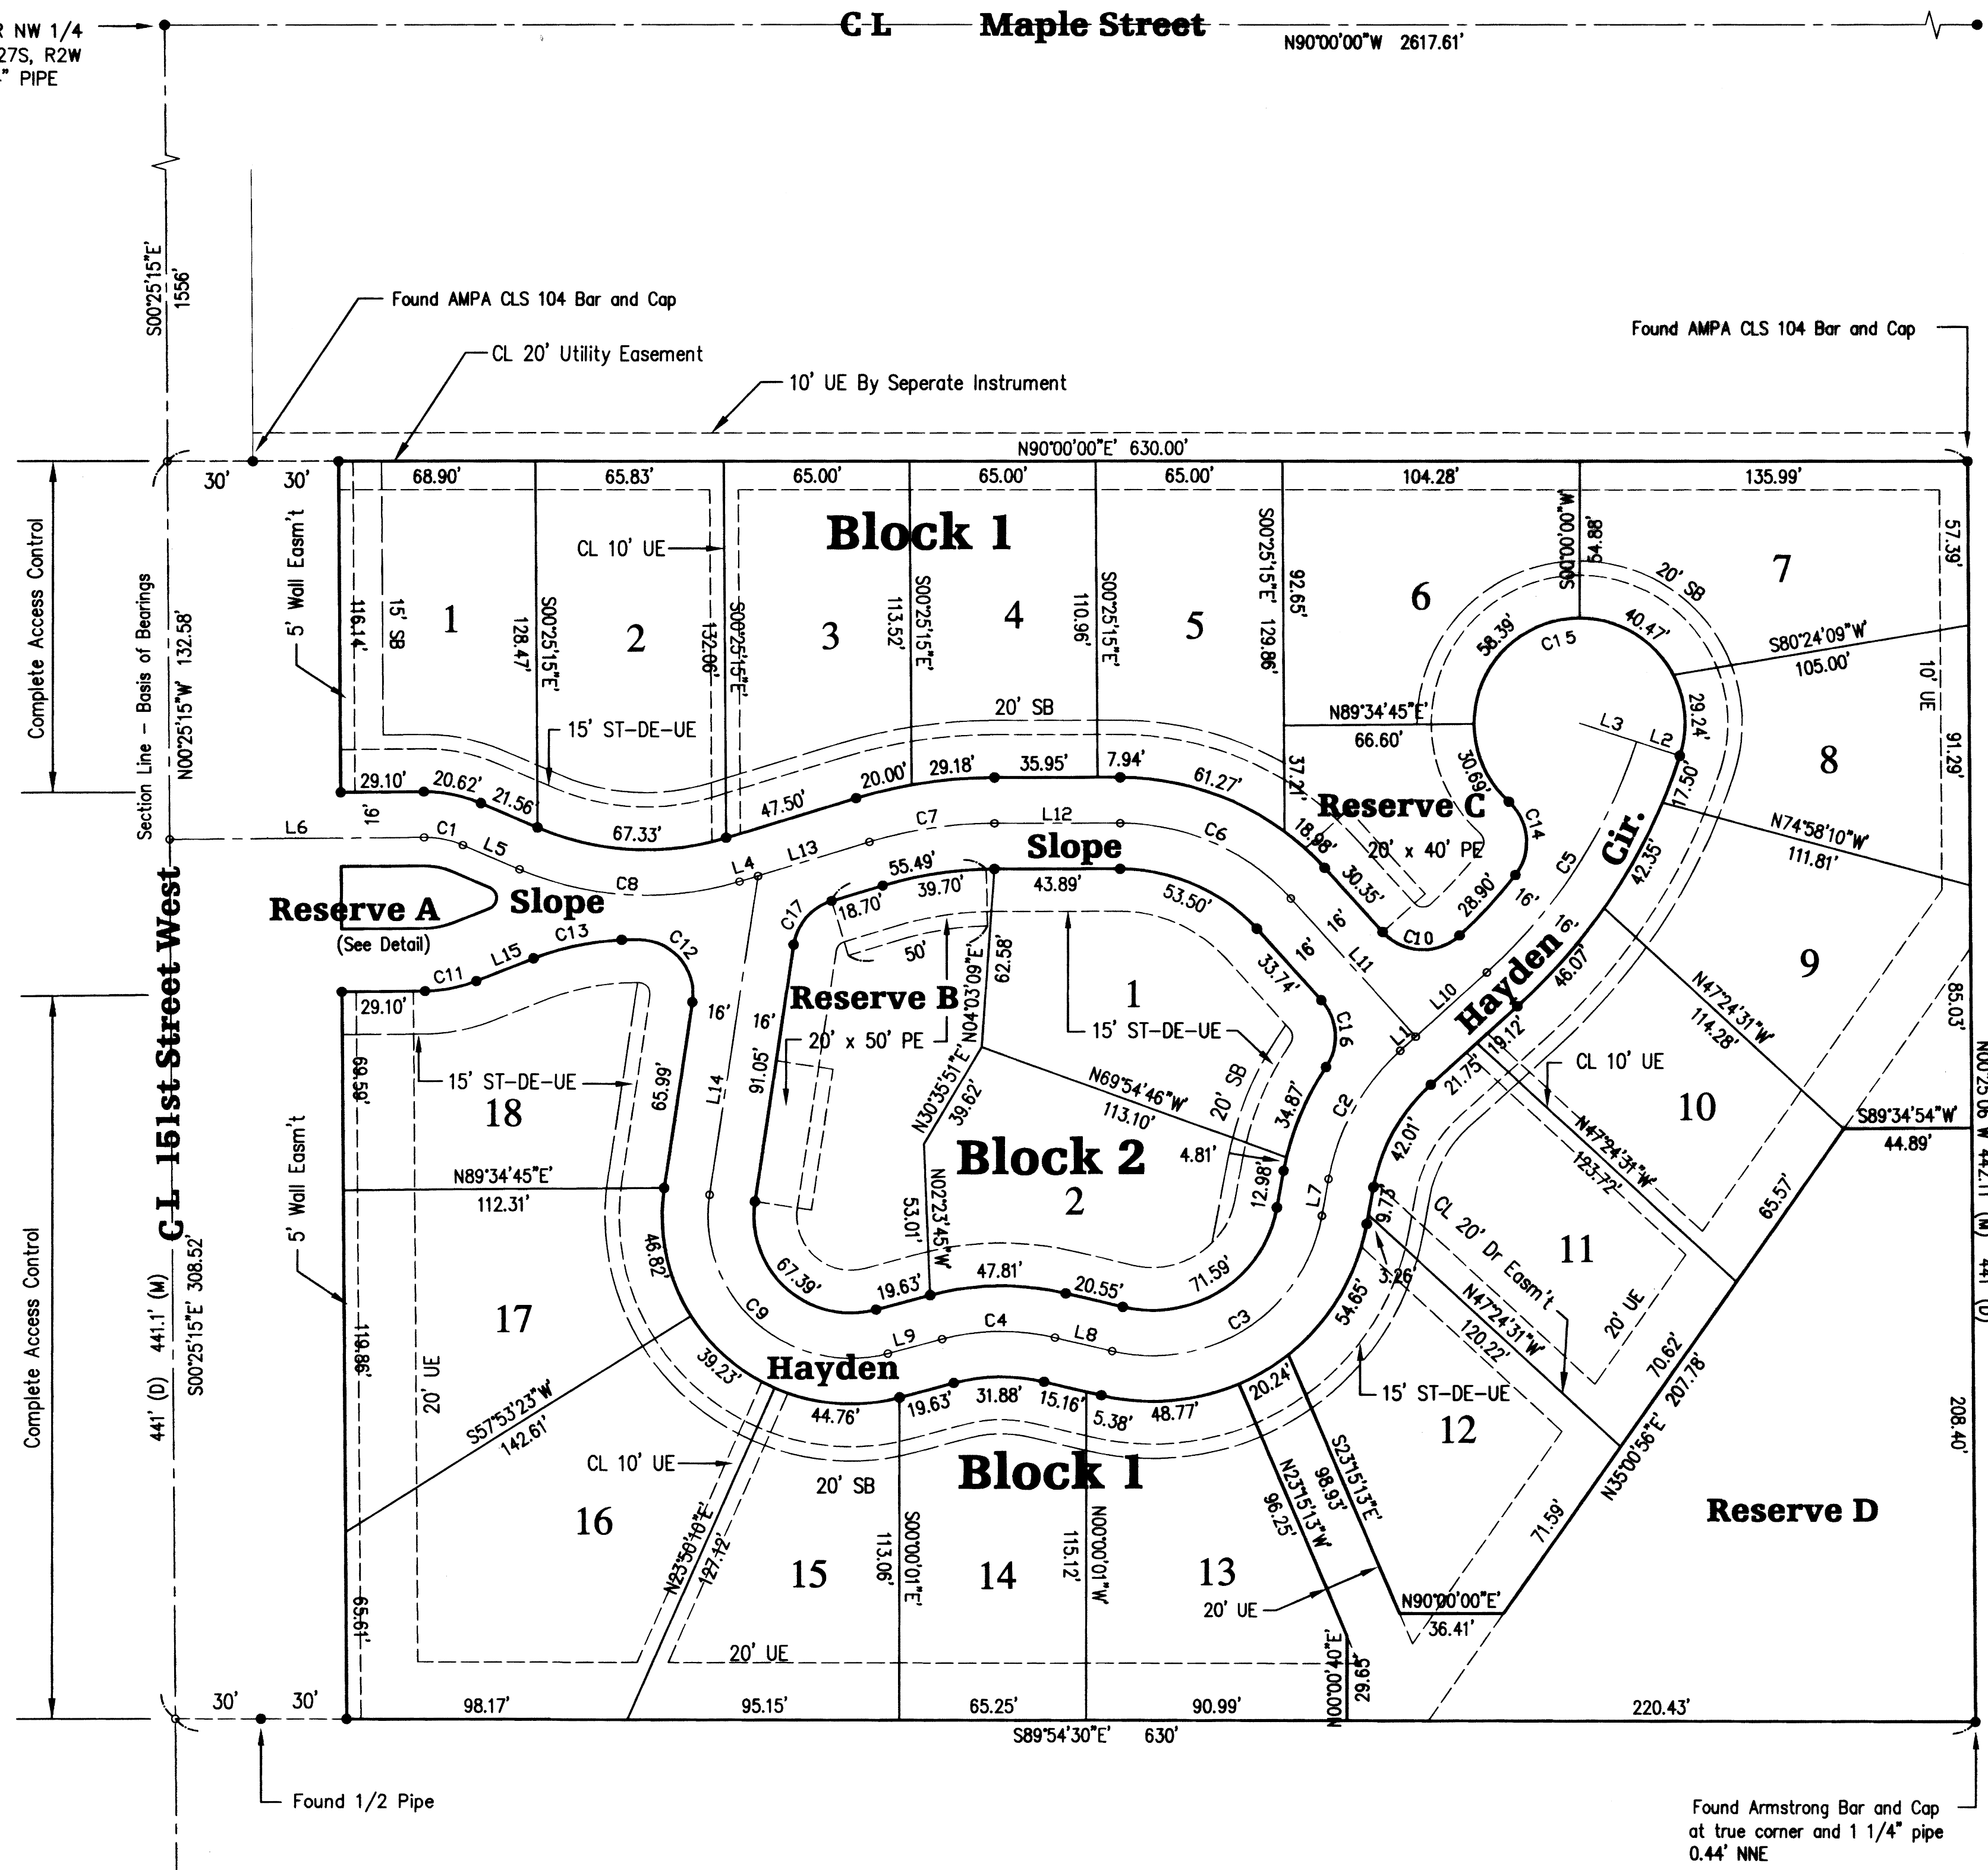 R NW 1/4
27S, R2W
" PIPE
C L Maple Street
N90°00'00"W 2617.61'
S00°25'15"E
1556'
Found AMPA CLS 104 Bar and Cap
CL 20' Utility Easement
10' UE By Seperate Instrument
Found AMPA CLS 104 Bar and Cap
N90°00'00"E 630.00'
30' 30'
68.90' 65.83' 65.00' 65.00' 65.00' 104.28' 135.99'
Complete Access Control
Section Line - Basis of Bearings
N00°25'15"W 132.58'
5' Wall Easm't
116.14'
15' SB
1
128.47'
S00°25'15"E
2
CL 10' UE
132.06'
S00°25'15"E
Block 1
3
113.52'
S00°25'15"E
4
110.96'
S00°25'15"E
5
S00°25'15"E 129.86'
92.65'
37.21'
6
S00°00'00"W
54.88'
7
57.39'
20' SB
40.47'
58.39'
C15
S80°24'09"W
105.00'
10' UE
29.24'
N89°34'45"E
66.60'
30.69'
L3
L2
8
91.29'
17.50'
N74°58'10"W
111.81'
15' ST-DE-UE
20' SB
29.10' 20.62'
21.56'
67.33'
47.50'
20.00'
29.18' 35.95' 7.94'
61.27'
18.98'
Reserve C
20' x 40' PE
C14
30.35'
28.90'
C10
16'
L6
C1
L5
C8
L4
L13
C7
L12
C6
C5
Cir.
42.35'
16'
16'
9
CL 151st Street West
Reserve A
(See Detail)
Slope
Slope
55.49'
39.70'
43.89'
53.50'
18.70'
C17
C13
L15
C11
C12
29.10'
50'
62.58'
N04°03'09"E
33.74'
16'
16'
L11
L10
Hayden
46.07'
N47°24'31"W
114.28'
85.03'
Reserve B
20' x 50' PE
16'
16'
91.05'
65.99'
L14
1
15' ST-DE-UE
C16
L1
19.12'
21.75'
CL 10' UE
10
S89°34'54"W
44.89'
69.59'
15' ST-DE-UE
18
N30°35'51"E
39.62'
N69°54'46"W
113.10'
20' SB
34.87'
C2
42.01'
N47°24'31"W
123.72'
65.57'
N00°25'06"W 442.11' (M) 441' (D)
N89°34'45"E
112.31'
5' Wall Easm't
Complete Access Control
Block 2
2
4.81'
12.98'
L7
9.73'
CL 20' Dr Easm't
11
20' UE
53.01'
N02°23'45"W
46.82'
67.39'
19.63'
47.81'
20.55'
71.59'
3.26'
54.65'
N47°24'31"W
120.22'
70.62'
207.78'
N35°00'56"E
441' (D) 441.1' (M)
S00°25'15"E 308.52'
17
119.86'
20' UE
C9
L9
C4
L8
C3
Hayden
39.23'
44.76'
19.63'
31.88'
15.16'
5.38'
48.77'
20.24'
15' ST-DE-UE
12
208.40'
S57°53'23"W
142.61'
CL 10' UE
20' SB
Block 1
S23°15'13"E
98.93'
N23°15'13"W
96.25'
71.59'
Reserve D
16
65.61'
N23°50'10"E
127.12'
15
113.06'
S00°00'01"E
14
115.12'
N00°00'01"W
13
20' UE
N90°00'00"E
36.41'
20' UE
N00°00'40"E
29.65'
30' 30'
98.17' 95.15' 65.25' 90.99' 220.43'
S89°54'30"E 630'
Found 1/2 Pipe
Found Armstrong Bar and Cap
at true corner and 1 1/4" pipe
0.44' NNE